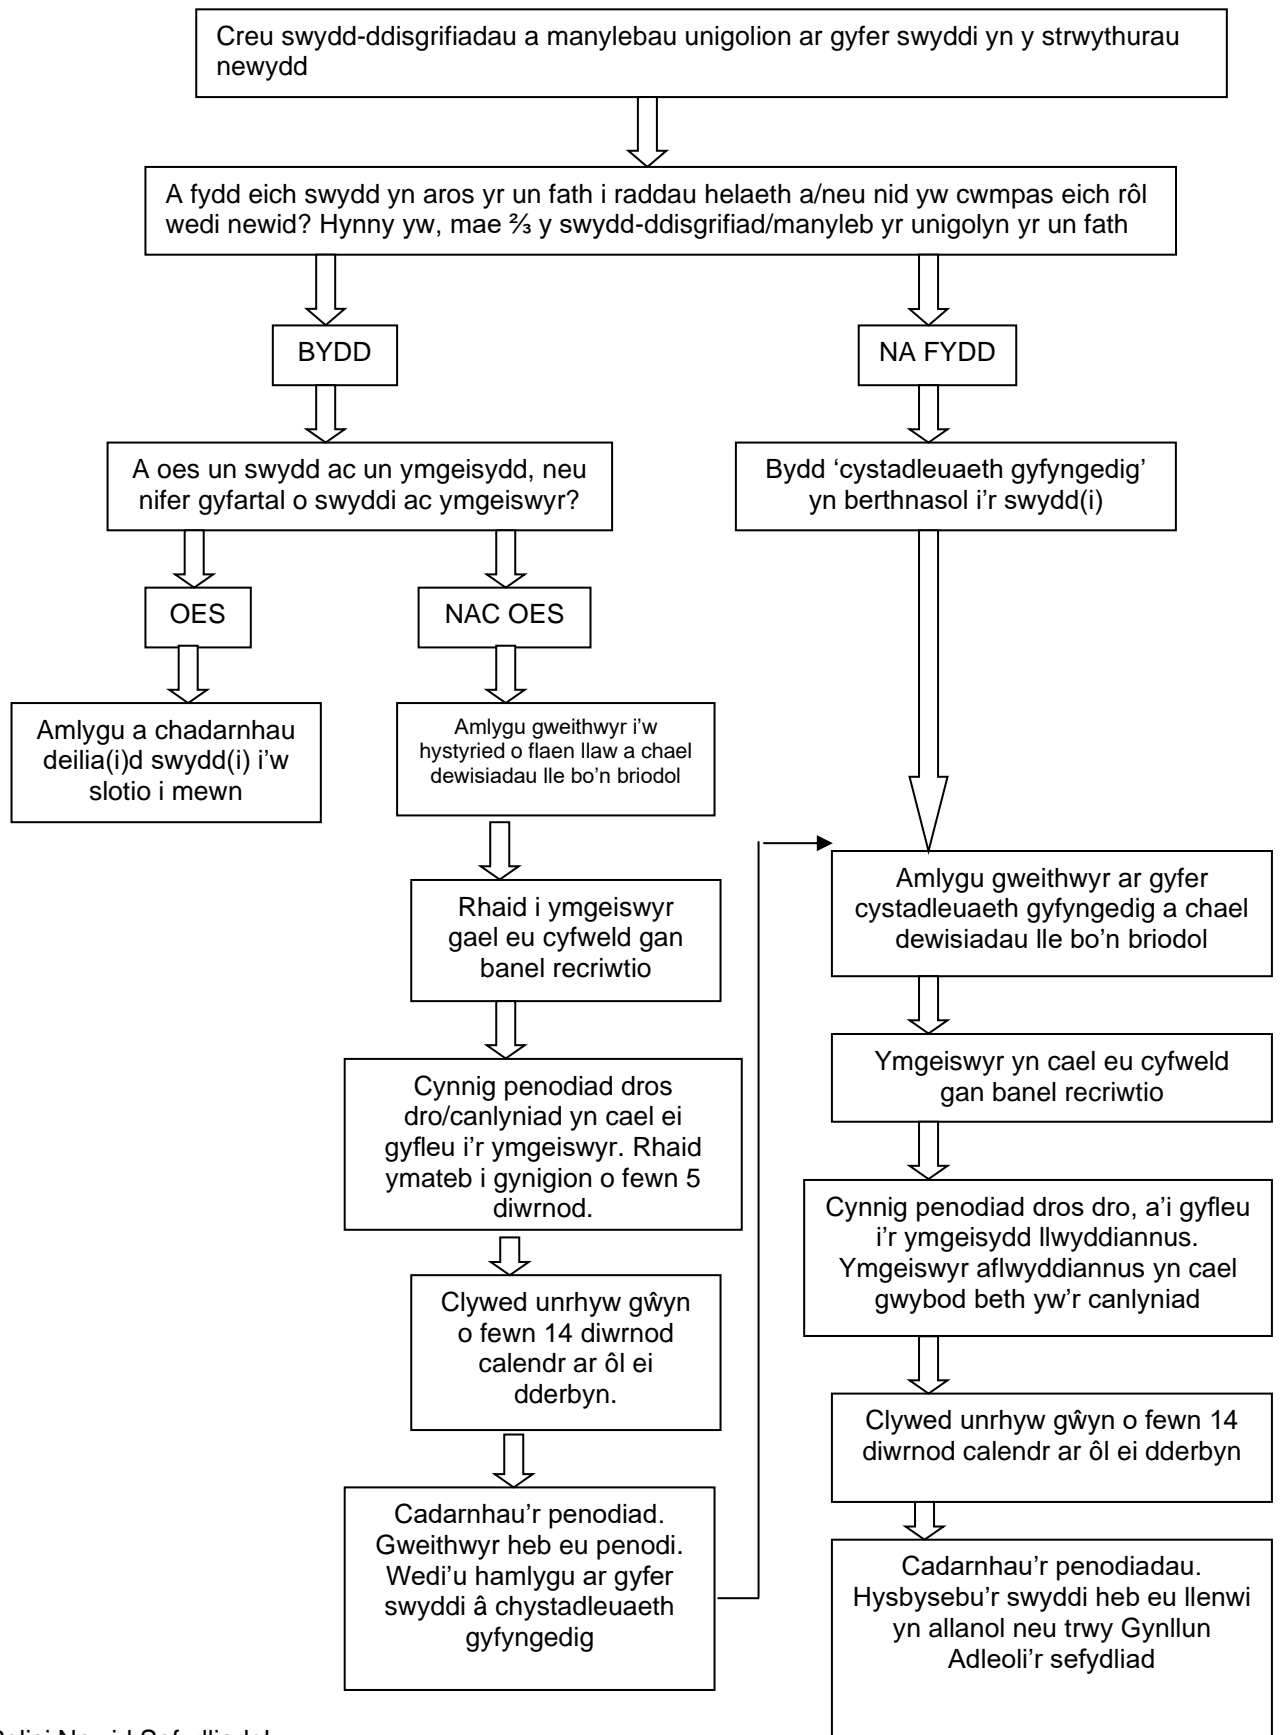 Creu swydd-ddisgrifiadau a manylebau unigolion ar gyfer swyddi yn y strwythurau
newydd
A fydd eich swydd yn aros yr un fath i raddau helaeth a/neu nid yw cwmpas eich rôl
wedi newid? Hynny yw, mae ⅔ y swydd-ddisgrifiad/manyleb yr unigolyn yr un fath
BYDD
NA FYDD
A oes un swydd ac un ymgeisydd, neu
nifer gyfartal o swyddi ac ymgeiswyr?
Bydd ‘cystadleuaeth gyfyngedig’
yn berthnasol i’r swydd(i)
OES
NAC OES
Amlygu a chadarnhau
deilia(i)d swydd(i) i’w
slotio i mewn
Amlygu gweithwyr i’w
hystyried o flaen llaw a chael
dewisiadau lle bo’n briodol
Rhaid i ymgeiswyr
gael eu cyfweld gan
banel recriwtio
Cynnig penodiad dros
dro/canlyniad yn cael ei
gyfleu i’r ymgeiswyr. Rhaid
ymateb i gynigion o fewn 5
diwrnod.
Clywed unrhyw gŵyn
o fewn 14 diwrnod
calendr ar ôl ei
dderbyn.
Cadarnhau’r penodiad.
Gweithwyr heb eu penodi.
Wedi’u hamlygu ar gyfer
swyddi â chystadleuaeth
gyfyngedig
Amlygu gweithwyr ar gyfer
cystadleuaeth gyfyngedig a chael
dewisiadau lle bo’n briodol
Ymgeiswyr yn cael eu cyfweld
gan banel recriwtio
Cynnig penodiad dros dro, a’i gyfleu
i’r ymgeisydd llwyddiannus.
Ymgeiswyr aflwyddiannus yn cael
gwybod beth yw’r canlyniad
Clywed unrhyw gŵyn o fewn 14
diwrnod calendr ar ôl ei dderbyn
Cadarnhau’r penodiadau.
Hysbysebu’r swyddi heb eu llenwi
yn allanol neu trwy Gynllun
Adleoli’r sefydliad